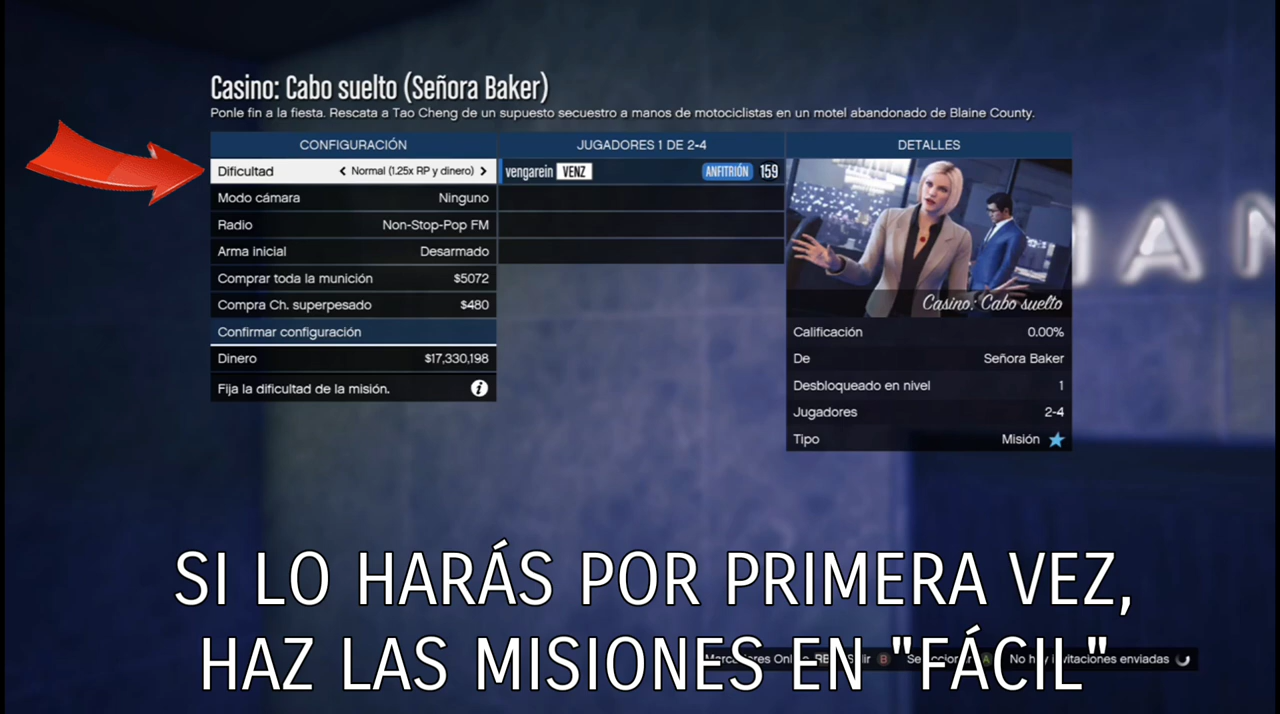 Casino: Cabo suelto (Señora Baker)
Ponle fin a la fiesta. Rescata a Tao Cheng de un supuesto secuestro a manos de motociclistas en un motel abandonado de Blaine County.
CONFIGURACIÓN
Dificultad Normal (1.25x RP y dinero)
Modo cámara Ninguno
Radio Non-Stop-Pop FM
Arma inicial Desarmado
Comprar toda la munición $5072
Compra Ch. superpesado $480
Confirmar configuración
Dinero $17,330,198
Fija la dificultad de la misión.
JUGADORES 1 DE 2-4
vengarein VENZ ANFITRIÓN 159
DETALLES
Casino: Cabo suelto
Calificación 0.00%
De Señora Baker
Desbloqueado en nivel 1
Jugadores 2-4
Tipo Misión
AN
SI LO HARÁS POR PRIMERA VEZ,
HAZ LAS MISIONES EN "FÁCIL"
No hay invitaciones enviadas